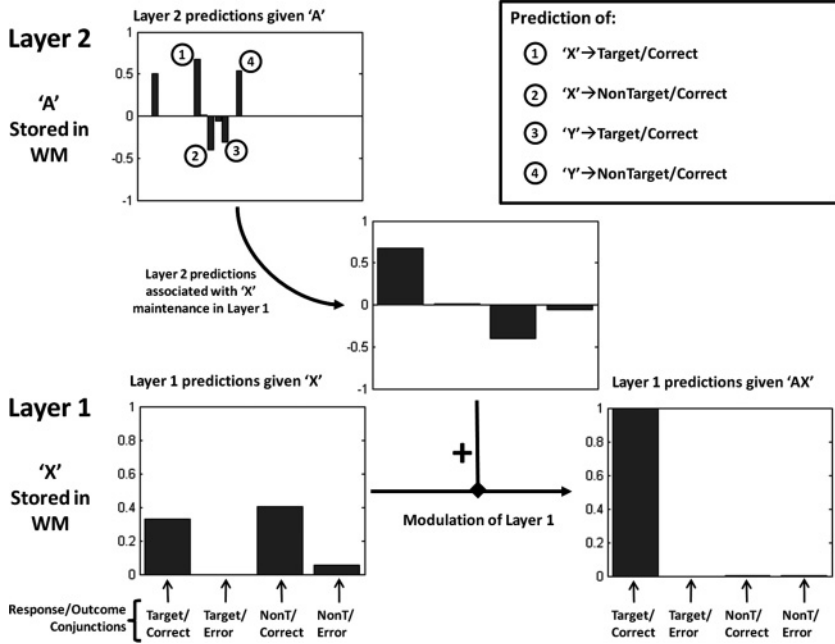 Layer 2
'A'
Stored in
WM
Layer 2 predictions given 'A'
1
0.5
0
-0.5
-1
1
2
3
4
Prediction of:
1 'X'→Target/Correct
2 'X'→NonTarget/Correct
3 'Y'→Target/Correct
4 'Y'→NonTarget/Correct
Layer 2 predictions
associated with 'X'
maintenance in Layer 1
1
0.5
0
-0.5
-1
Layer 1
'X'
Stored in
WM
Layer 1 predictions given 'X'
1
0.8
0.6
0.4
0.2
0
+
Modulation of Layer 1
Layer 1 predictions given 'AX'
1
0.8
0.6
0.4
0.2
0
Response/Outcome
Conjunctions
Target/
Correct
Target/
Error
NonT/
Correct
NonT/
Error
Target/
Correct
Target/
Error
NonT/
Correct
NonT/
Error